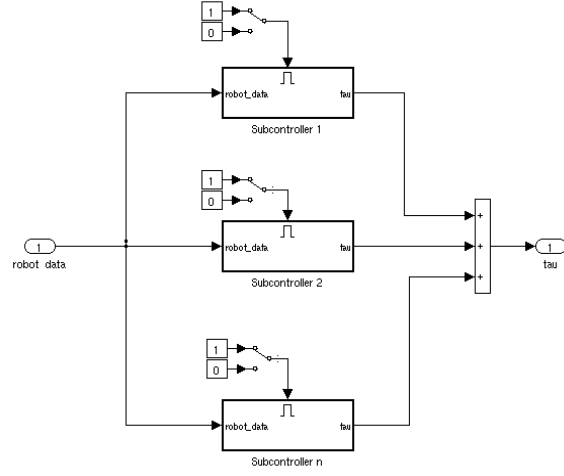 1
0
robot_data
tau
Subcontroller 1
1
0
robot_data
tau
Subcontroller 2
+
+
+
1
robot data
1
tau
1
0
robot_data
tau
Subcontroller n